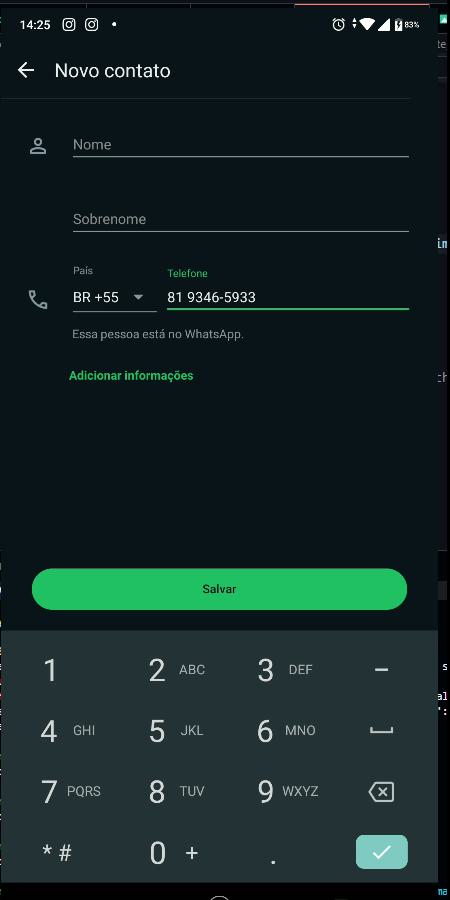 14:25 83%
Novo contato
Nome
Sobrenome
País
Telefone
BR +55
81 9346-5933
Essa pessoa está no WhatsApp.
Adicionar informações
Salvar
1 2 ABC 3 DEF –
4 GHI 5 JKL 6 MNO
7 PQRS 8 TUV 9 WXYZ
* # 0 + .